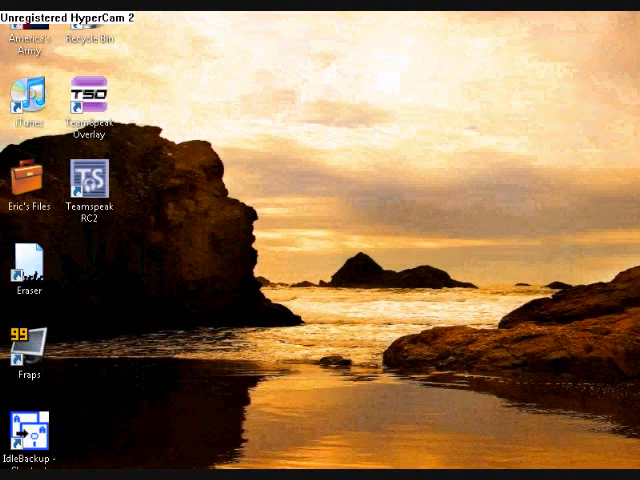 Unregistered HyperCam 2
America's
Army
Recycle Bin
iTunes
TSO
Teamspeak
Overlay
Eric's Files
TS
Teamspeak
RC2
Eraser
99
Fraps
IdleBackup -